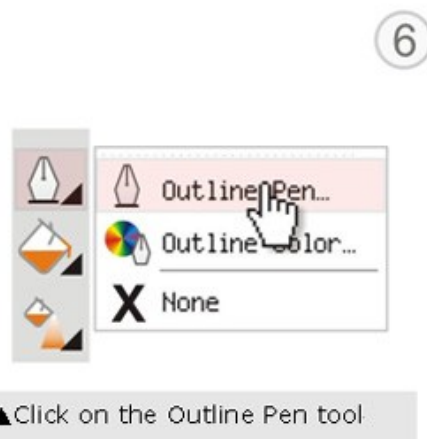 6
Outline Pen...
Outline Color...
X None
▲Click on the Outline Pen tool